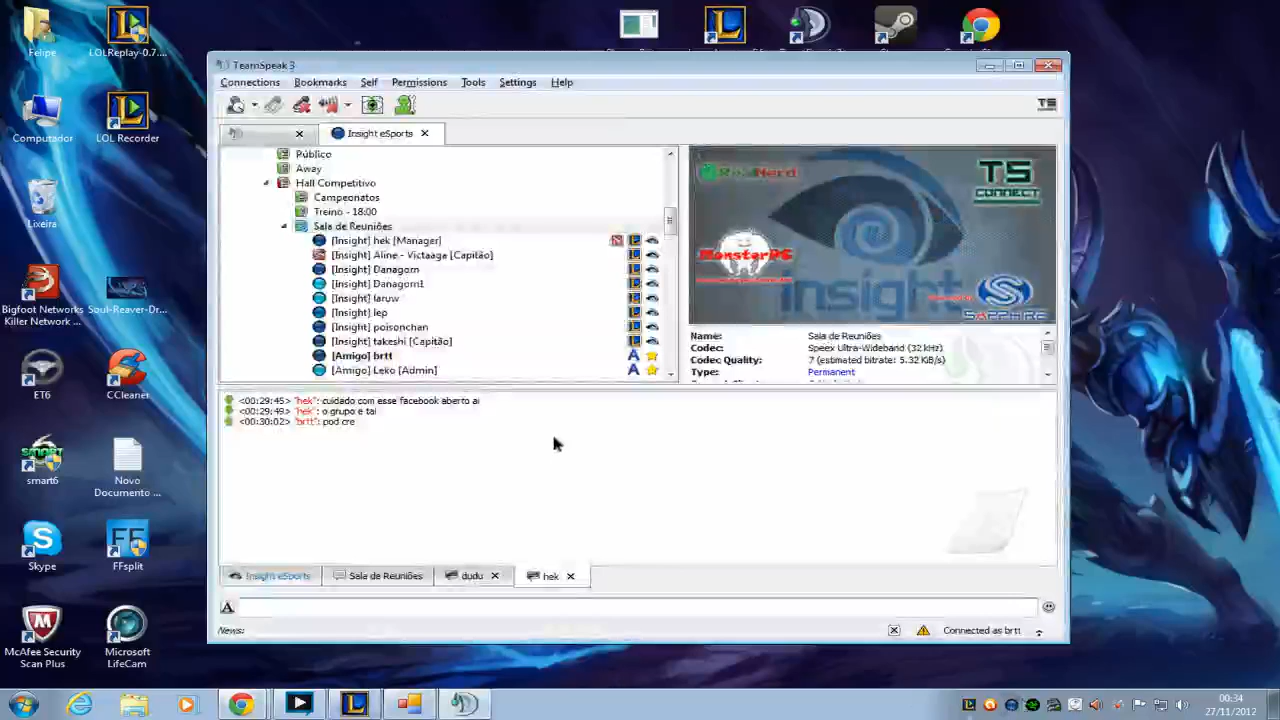 Felipe
LOLReplay-0.7....
Computador
LOL Recorder
Lixeira
Bigfoot Networks Killer Network ...
Soul-Reaver-Dr...
ET6
CCleaner
smart6
Novo Documento ...
Skype
FFsplit
McAfee Security Scan Plus
Microsoft LifeCam
TeamSpeak 3
Connections Bookmarks Self Permissions Tools Settings Help
Insight eSports
Público
Away
Hall Competitivo
Campeonatos
Treino - 18:00
Sala de Reuniões
[Insight] hek [Manager]
[Insight] Aline - Victaaga [Capitão]
[Insight] Danagorn
[Insight] Danagorn1
[Insight] laruw
[Insight] lep
[Insight] poisonchan
[Insight] takeshi [Capitão]
[Amigo] brtt
[Amigo] Leko [Admin]
TS CONNECT
MonsterPC
insight
SAPPHIRE
Name: Sala de Reuniões
Codec: Speex Ultra-Wideband (32 kHz)
Codec Quality: 7 (estimated bitrate: 5.32 KiB/s)
Type: Permanent
<00:29:45> "hek": cuidado com esse facebook aberto ai
<00:29:49> "hek": o grupo e tal
<00:30:02> "brtt": pod cre
Insight eSports Sala de Reuniões dudu hek
News: Connected as brtt
00:34
27/11/2012